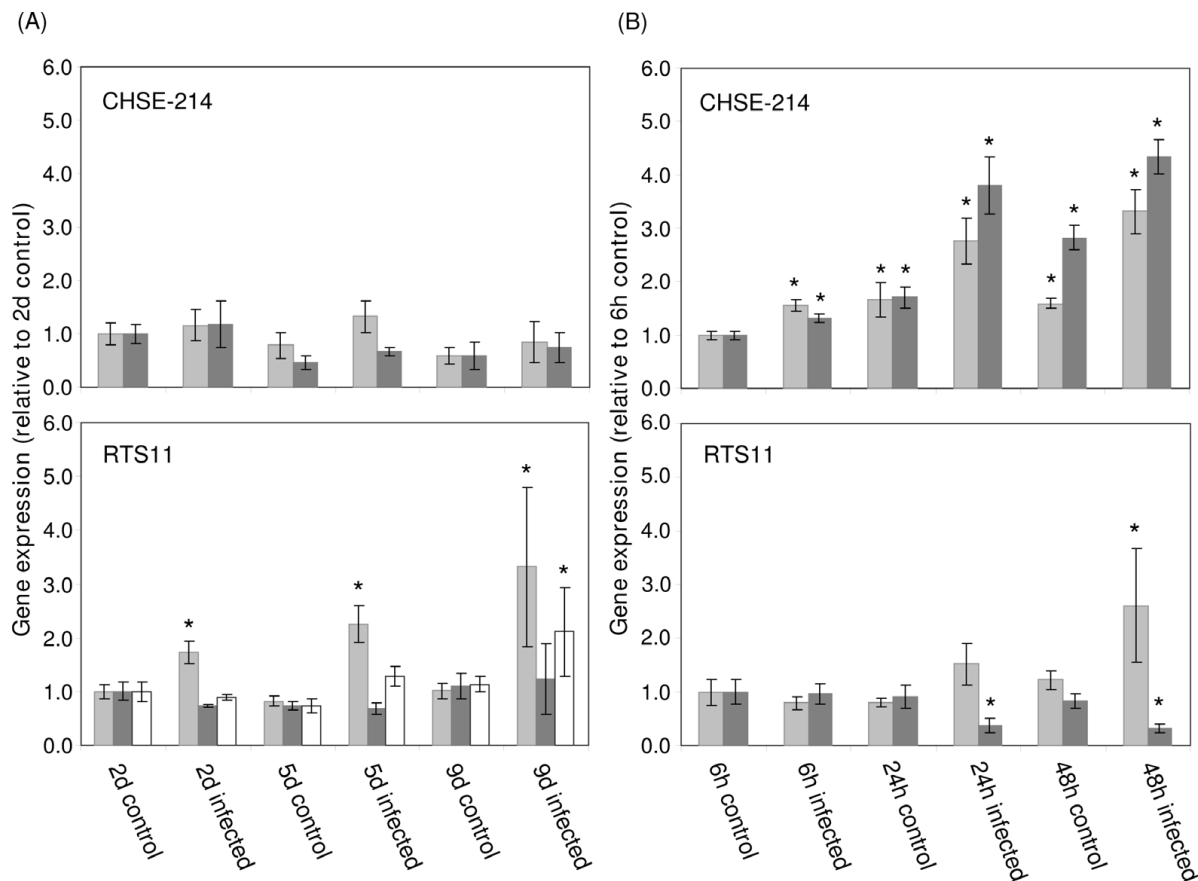 (A)
Gene expression (relative to 2d control)
6.0
5.0
4.0
3.0
2.0
1.0
0.0
CHSE-214
6.0
5.0
4.0
3.0
2.0
1.0
0.0
RTS11
* * * *
2d control
2d infected
5d control
5d infected
9d control
9d infected
(B)
Gene expression (relative to 6h control)
6.0
5.0
4.0
3.0
2.0
1.0
0.0
CHSE-214
* * * * * * * * * *
6.0
5.0
4.0
3.0
2.0
1.0
0.0
RTS11
* * *
6h control
6h infected
24h control
24h infected
48h control
48h infected